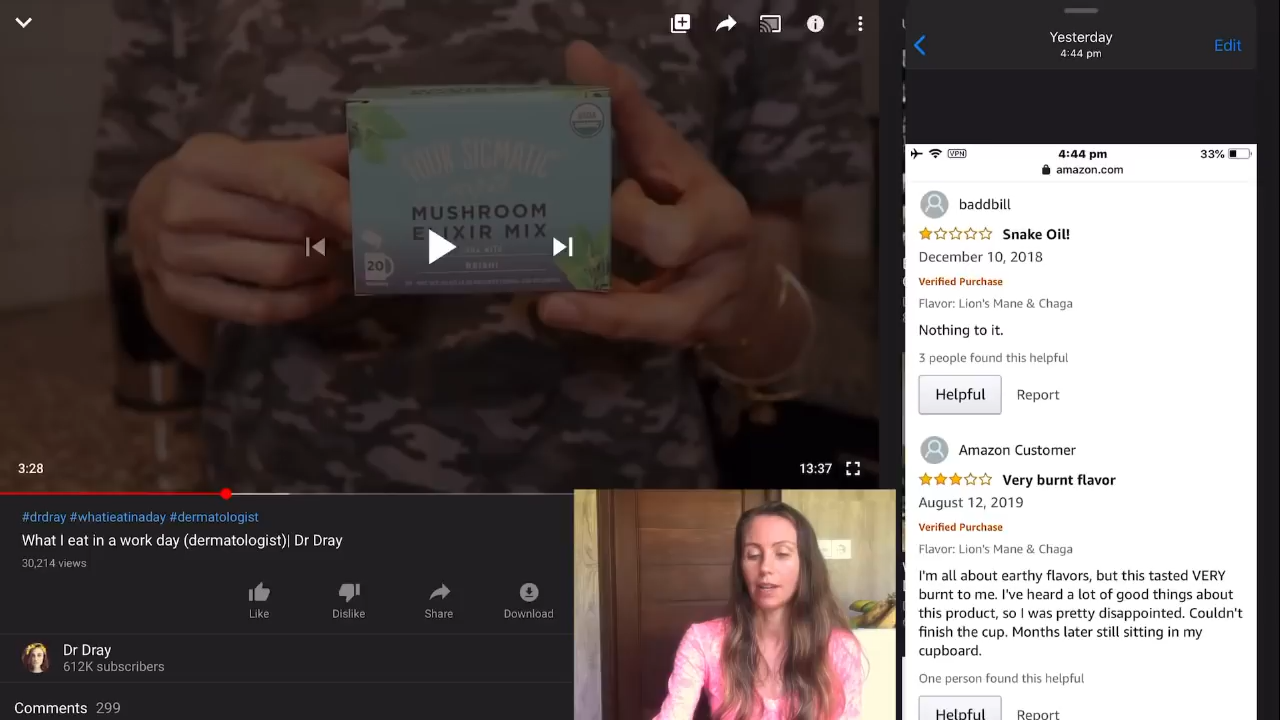 USDA
FOUR SIGMATIC
MUSHROOM
ELIXIR MIX
REISHI
20
3:28
13:37
#drdray #whatieatinaday #dermatologist
What I eat in a work day (dermatologist)| Dr Dray
30,214 views
Like
Dislike
Share
Download
Dr Dray
612K subscribers
Comments 299
Yesterday
4:44 pm
Edit
VPN
4:44 pm
33%
amazon.com
baddbill
Snake Oil!
December 10, 2018
Verified Purchase
Flavor: Lion's Mane & Chaga
Nothing to it.
3 people found this helpful
Helpful
Report
Amazon Customer
Very burnt flavor
August 12, 2019
Verified Purchase
Flavor: Lion's Mane & Chaga
I'm all about earthy flavors, but this tasted VERY
burnt to me. I've heard a lot of good things about
this product, so I was pretty disappointed. Couldn't
finish the cup. Months later still sitting in my
cupboard.
One person found this helpful
Helpful
Report